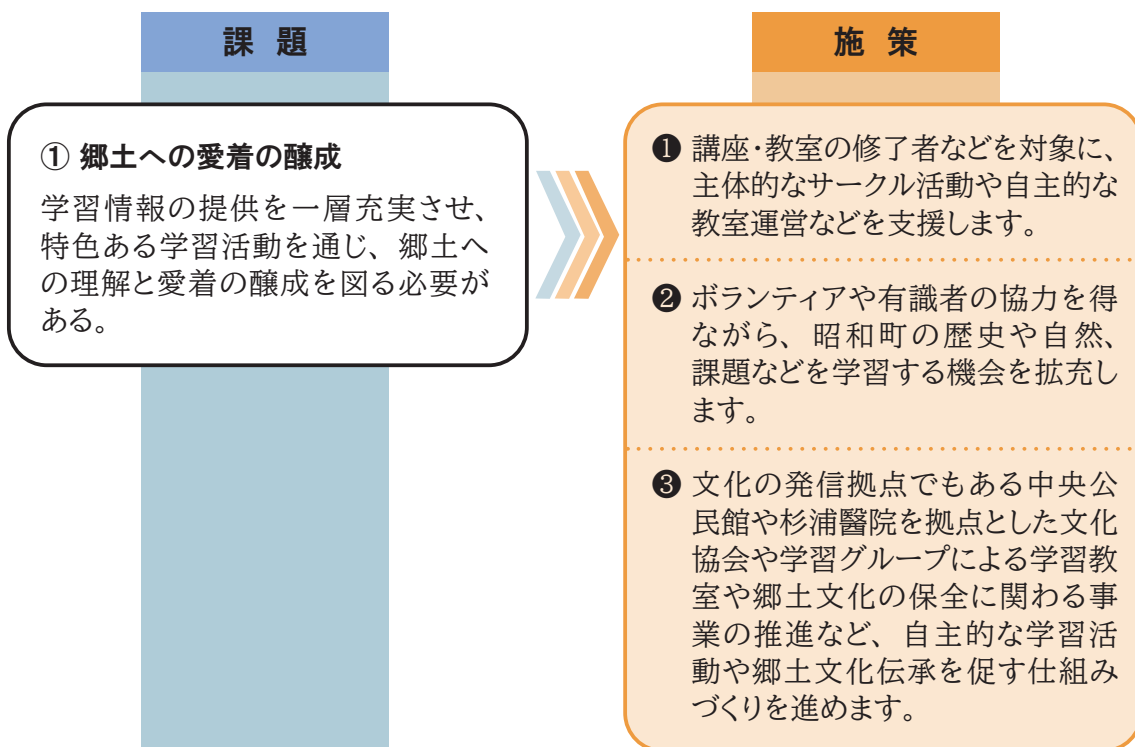 課題
① 郷土への愛着の醸成
学習情報の提供を一層充実させ、
特色ある学習活動を通じ、郷土へ
の理解と愛着の醸成を図る必要が
ある。
施策
❶ 講座・教室の修了者などを対象に、
主体的なサークル活動や自主的な
教室運営などを支援します。
❷ ボランティアや有識者の協力を得
ながら、昭和町の歴史や自然、
課題などを学習する機会を拡充し
ます。
❸ 文化の発信拠点でもある中央公
民館や杉浦醫院を拠点とした文化
協会や学習グループによる学習教
室や郷土文化の保全に関わる事
業の推進など、自主的な学習活
動や郷土文化伝承を促す仕組み
づくりを進めます。